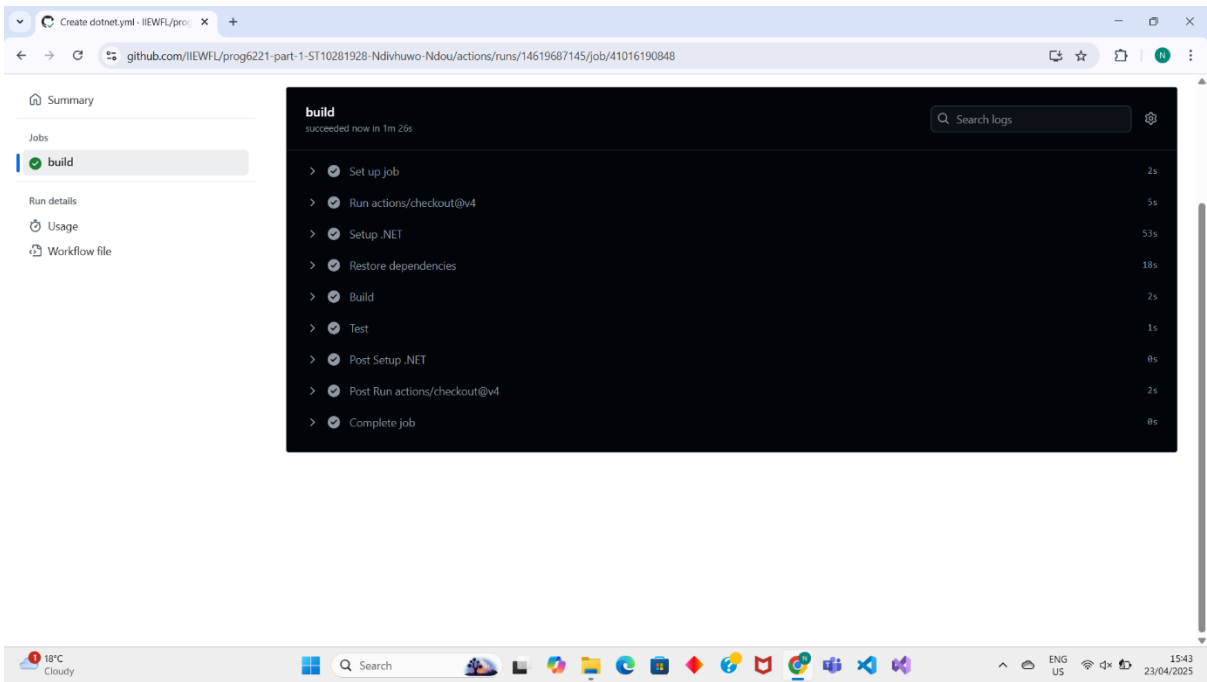 Create dotnet.yml · IIEWFL/prog
github.com/IIEWFL/prog6221-part-1-ST10281928-Ndivhuwo-Ndou/actions/runs/14619687145/job/41016190848
N
Summary
Jobs
build
Run details
Usage
Workflow file
build
succeeded now in 1m 26s
Search logs
Set up job 2s
Run actions/checkout@v4 5s
Setup .NET 53s
Restore dependencies 18s
Build 2s
Test 1s
Post Setup .NET 0s
Post Run actions/checkout@v4 2s
Complete job 0s
1
18°C
Cloudy
Search
ENG
US
15:43
23/04/2025